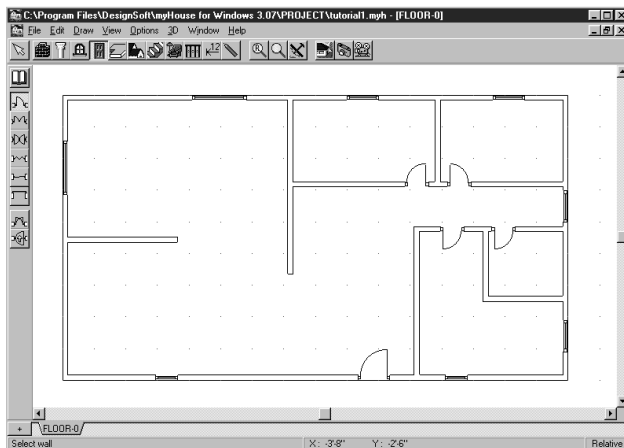 C:\Program Files\DesignSoft\myHouse for Windows 3.07\PROJECT\tutorial1.myh - [FLOOR-0]
File Edit Draw View Options 3D Window Help
K12
R
+ FLOOR-0
Select wall X: -3'-8" Y: -2'-6" Relative